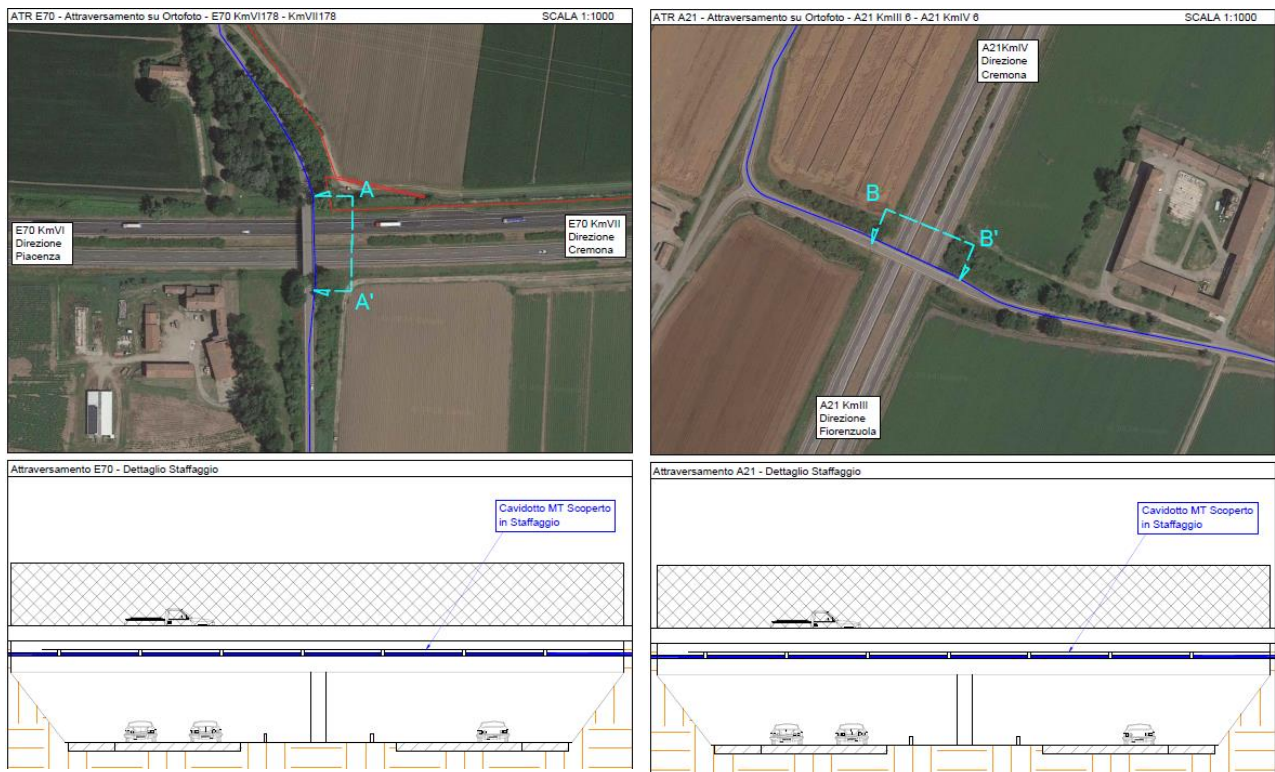 ATR E70 - Attraversamento su Ortofoto - E70 KmVI178 - KmVII178
SCALA 1:1000
A
E70 KmVI
Direzione
Piacenza
E70 KmVII
Direzione
Cremona
A'
ATR A21 - Attraversamento su Ortofoto - A21 KmIII 6 - A21 KmIV 6
SCALA 1:1000
A21KmIV
Direzione
Cremona
B
B'
A21 KmIII
Direzione
Fiorenzuola
Attraversamento E70 - Dettaglio Staffaggio
Cavidotto MT Scoperto
in Staffaggio
Attraversamento A21 - Dettaglio Staffaggio
Cavidotto MT Scoperto
in Staffaggio